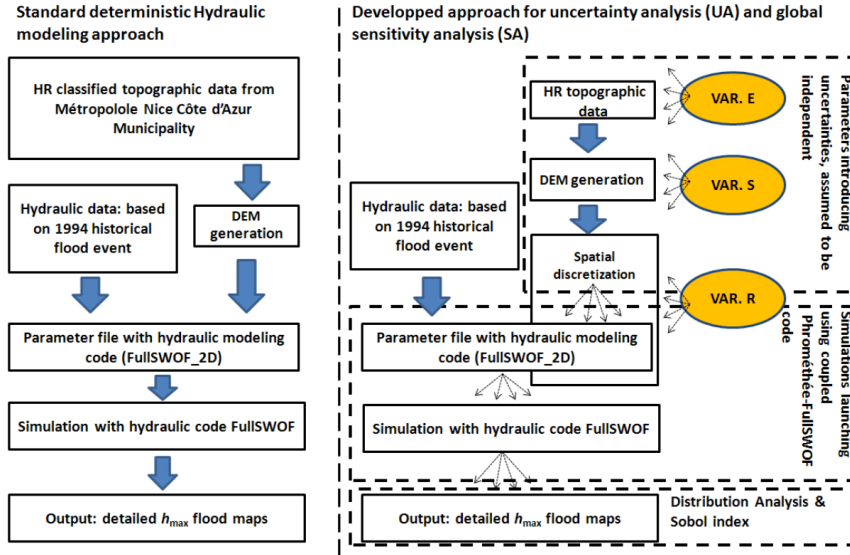 Standard deterministic Hydraulic
modeling approach
HR classified topographic data from
Métropolole Nice Côte d'Azur
Municipality
Hydraulic data: based
on 1994 historical
flood event
DEM
generation
Parameter file with hydraulic modeling
code (FullSWOF_2D)
Simulation with hydraulic code FullSWOF
Output: detailed hmax flood maps
Developped approach for uncertainty analysis (UA) and global
sensitivity analysis (SA)
HR topographic
data
VAR. E
DEM generation
VAR. S
Hydraulic data: based
on 1994 historical
flood event
Spatial
discretization
VAR. R
Parameters introducing
uncertainties, assumed to be
independent
Parameter file with hydraulic modeling
code (FullSWOF_2D)
Simulation with hydraulic code FullSWOF
Simulations launching
using coupled
Phrométhée-FullSWOF
code
Output: detailed hmax flood maps
Distribution Analysis &
Sobol index